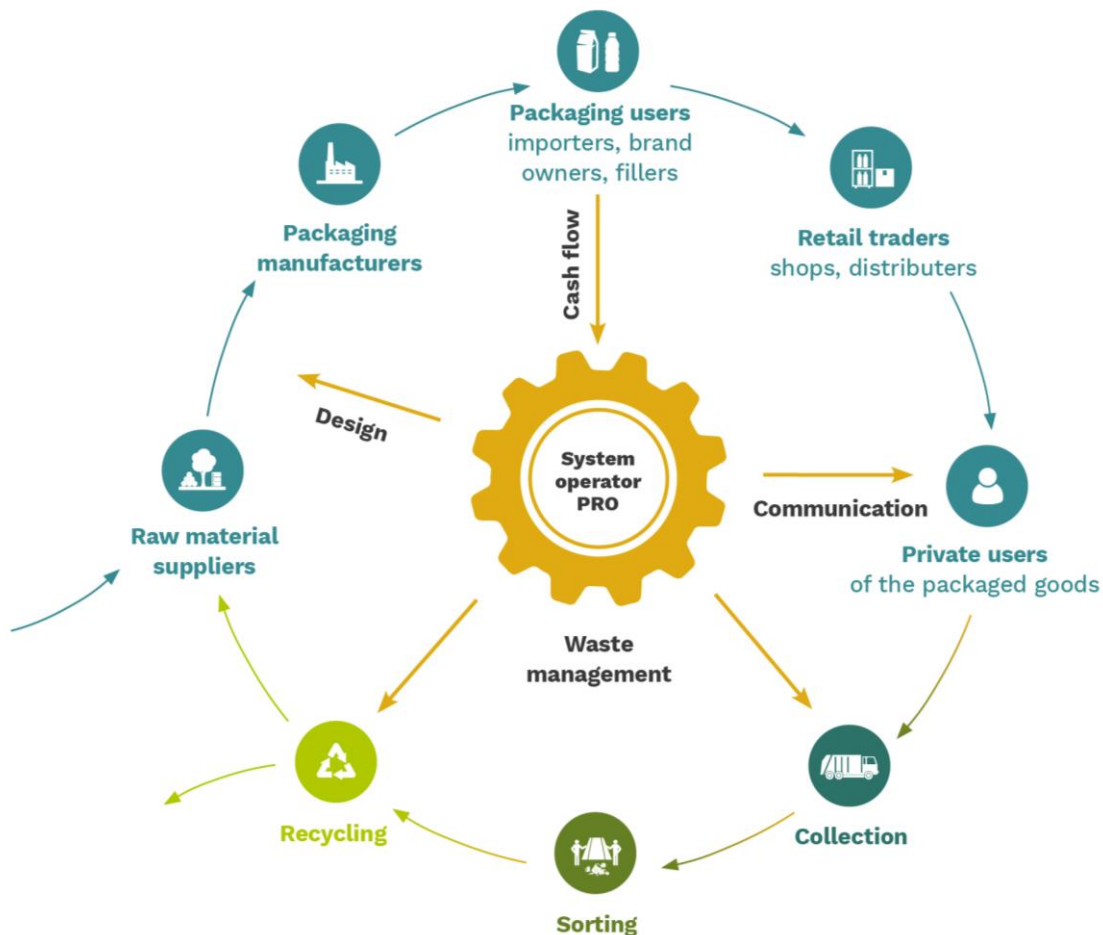 Packaging users
importers, brand
owners, fillers
Packaging
manufacturers
Retail traders
shops, distributers
Cash flow
Design
System
operator
PRO
Communication
Raw material
suppliers
Private users
of the packaged goods
Waste
management
Recycling
Collection
Sorting